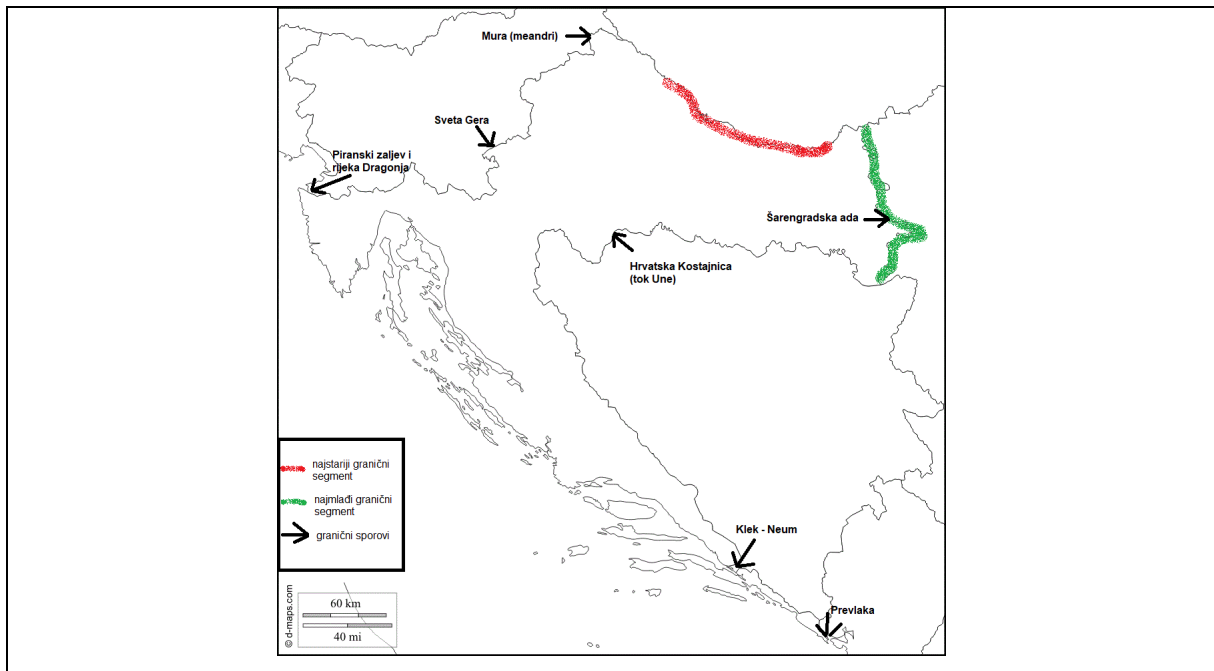 Mura (meandri)
Sveta Gera
Piranski zaljev i
rijeka Dragonja
Šarengradska ada
Hrvatska Kostajnica
(tok Une)
najstariji granični
segment
najmlađi granični
segment
granični sporovi
Klek - Neum
Prevlaka
60 km
40 mi
© d-maps.com